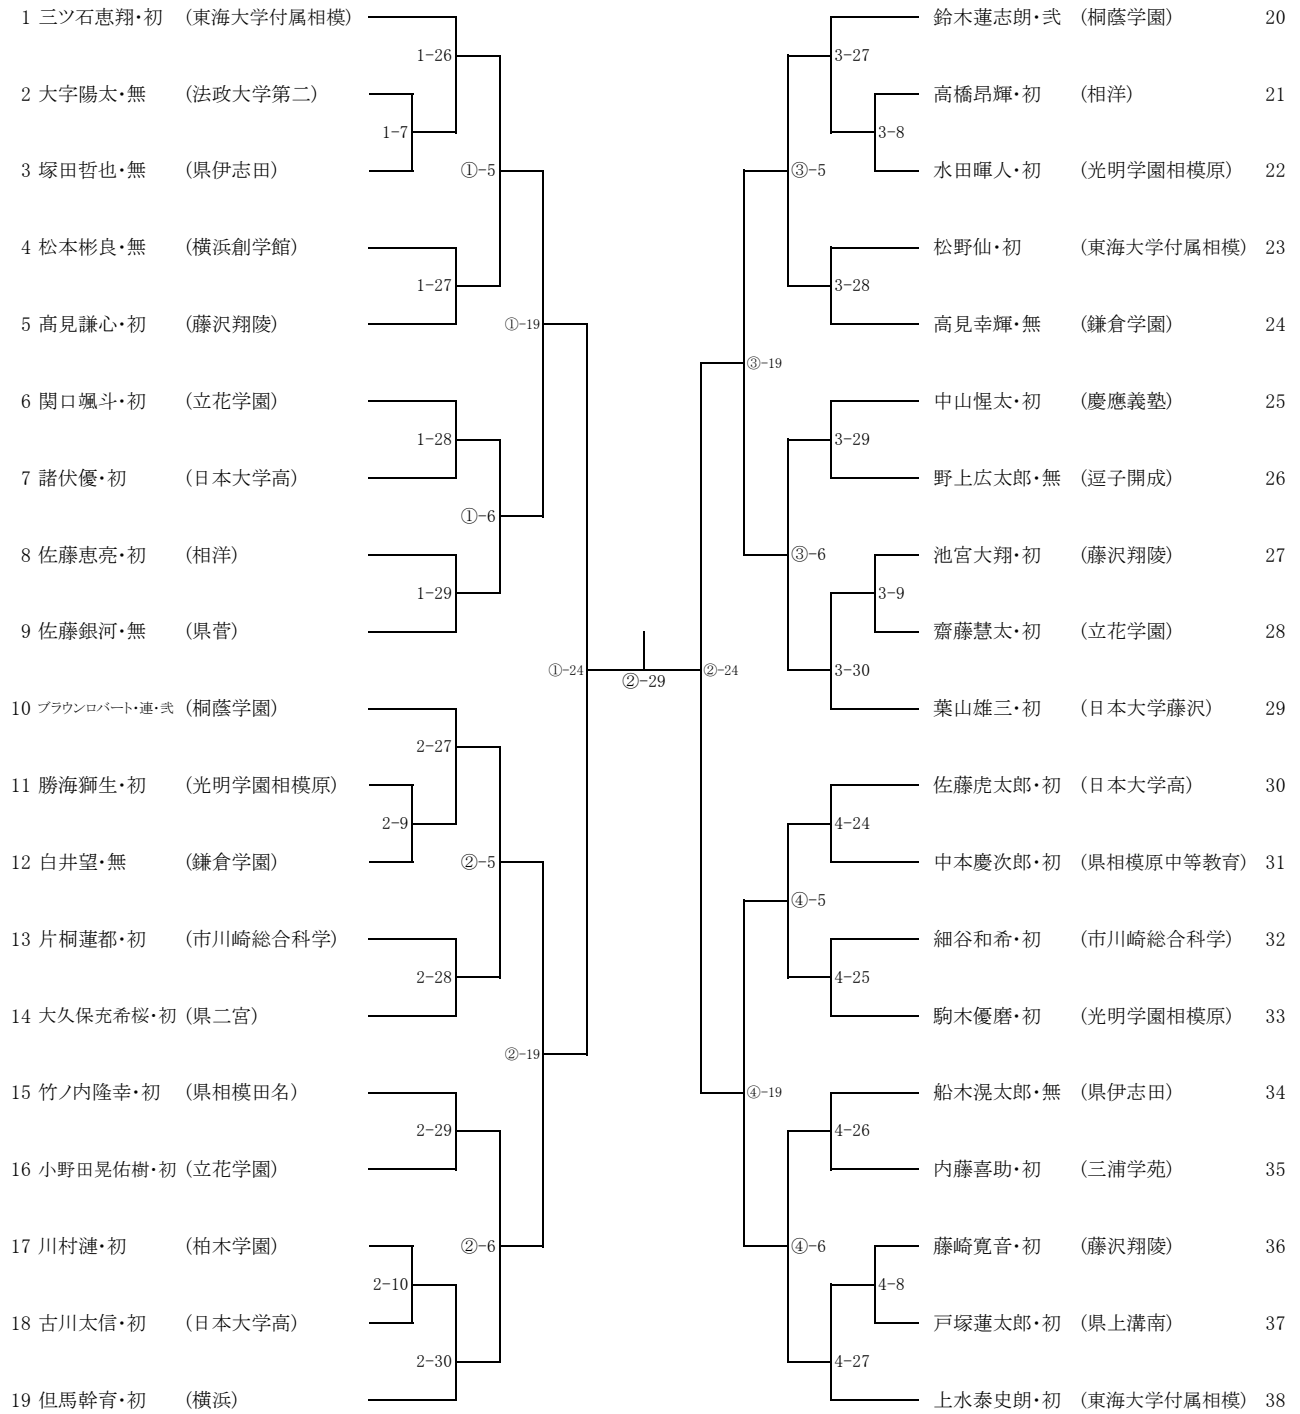 1 三ツ石恵翔・初 (東海大学付属相模)
1-26
2 大字陽太・無 (法政大学第二)
1-7
3 塚田哲也・無 (県伊志田)
①-5
4 松本彬良・無 (横浜創学館)
1-27
5 髙見謙心・初 (藤沢翔陵)
①-19
6 関口颯斗・初 (立花学園)
1-28
7 諸伏優・初 (日本大学高)
①-6
8 佐藤恵亮・初 (相洋)
1-29
9 佐藤銀河・無 (県菅)
①-24
10 ブラウンロバート・連・弐 (桐蔭学園)
2-27
11 勝海獅生・初 (光明学園相模原)
2-9
12 白井望・無 (鎌倉学園)
②-5
13 片桐蓮都・初 (市川崎総合科学)
2-28
14 大久保充希桜・初 (県二宮)
②-19
15 竹ノ内隆幸・初 (県相模田名)
2-29
16 小野田晃佑樹・初 (立花学園)
17 川村漣・初 (柏木学園)
②-6
2-10
18 古川太信・初 (日本大学高)
2-30
19 但馬幹育・初 (横浜)
②-29
鈴木蓮志朗・弐 (桐蔭学園) 20
3-27
高橋昂輝・初 (相洋) 21
3-8
水田暉人・初 (光明学園相模原) 22
③-5
松野仙・初 (東海大学付属相模) 23
3-28
高見幸輝・無 (鎌倉学園) 24
③-19
中山惺太・初 (慶應義塾) 25
3-29
野上広太郎・無 (逗子開成) 26
池宮大翔・初 (藤沢翔陵) 27
③-6
3-9
齋藤慧太・初 (立花学園) 28
3-30
②-24
葉山雄三・初 (日本大学藤沢) 29
佐藤虎太郎・初 (日本大学高) 30
4-24
中本慶次郎・初 (県相模原中等教育) 31
④-5
細谷和希・初 (市川崎総合科学) 32
4-25
駒木優磨・初 (光明学園相模原) 33
④-19
船木滉太郎・無 (県伊志田) 34
4-26
内藤喜助・初 (三浦学苑) 35
藤崎寛音・初 (藤沢翔陵) 36
④-6
4-8
戸塚蓮太郎・初 (県上溝南) 37
4-27
上水泰史朗・初 (東海大学付属相模) 38